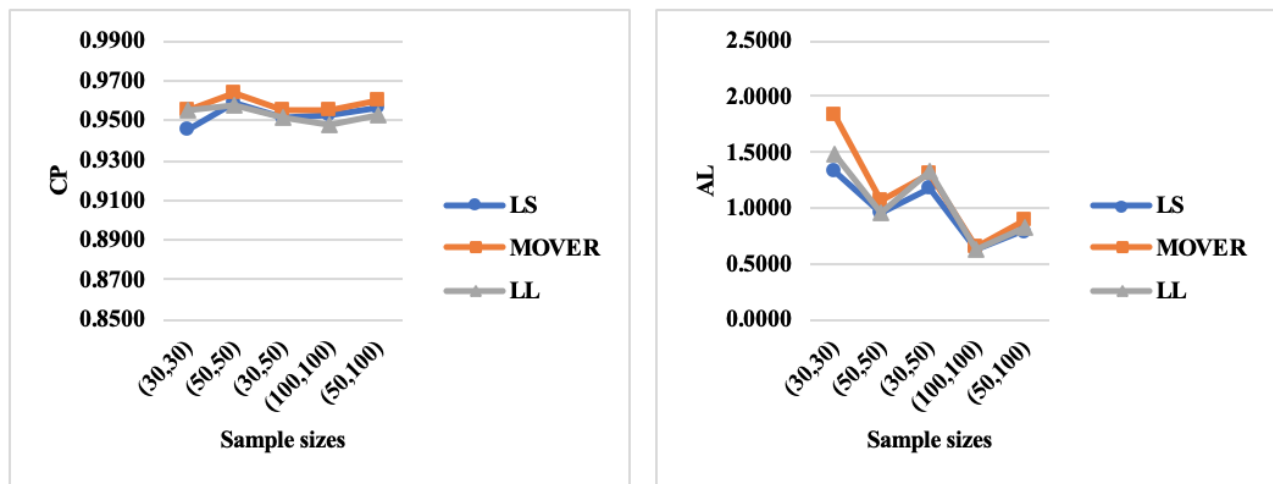 0.9900
0.9700
0.9500
0.9300
0.9100
0.8900
0.8700
0.8500
CP
(30,30)
(50,50)
(30,50)
(100,100)
(50,100)
Sample sizes
LS
MOVER
LL
2.5000
2.0000
1.5000
1.0000
0.5000
0.0000
AL
(30,30)
(50,50)
(30,50)
(100,100)
(50,100)
Sample sizes
LS
MOVER
LL